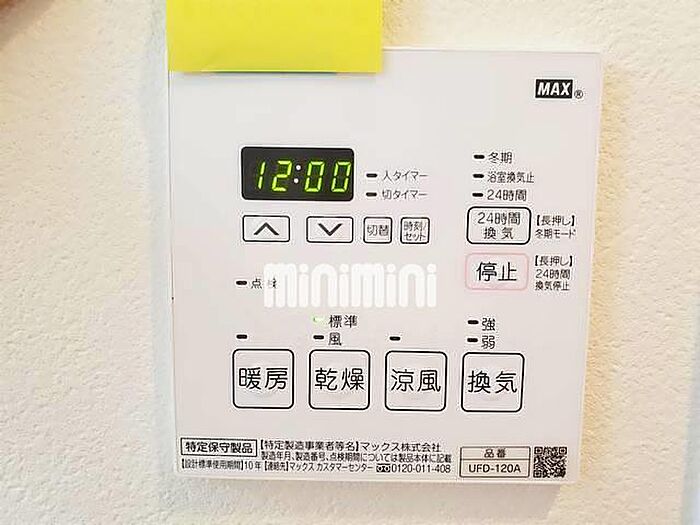 MAX®
12:00
入タイマー
切タイマー
冬期
浴室換気止
24時間
切替
時刻/
セット
24時間
換気
【長押し】
冬期モード
停止
【長押し】
24時間
換気停止
点検
minimini
標準
風
強
弱
暖房
乾燥
涼風
換気
特定保守製品
【特定製造事業者等名】マックス株式会社
製造年月、製造番号、点検期間については製品本体に記載
【設計標準使用期間】10年【連絡先】マックス カスタマーセンター 0120-011-408
品番
UFD-120A